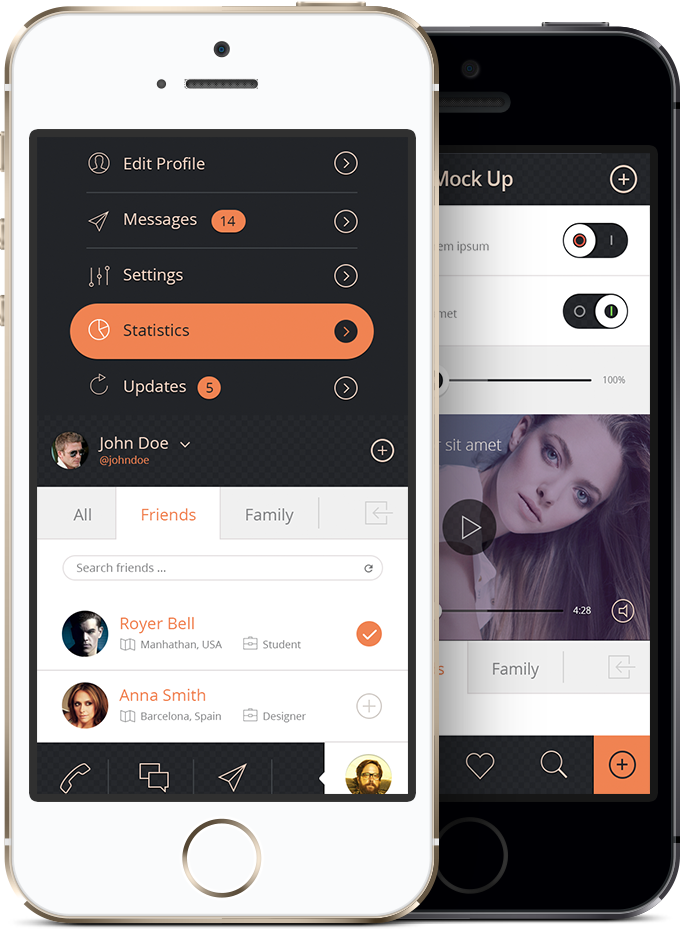 Edit Profile
Messages 14
Settings
Statistics
Updates 5
John Doe
@johndoe
All Friends Family
Search friends ...
Royer Bell
Manhathan, USA Student
Anna Smith
Barcelona, Spain Designer
Mock Up
em ipsum
met
100%
r sit amet
4:28
s Family